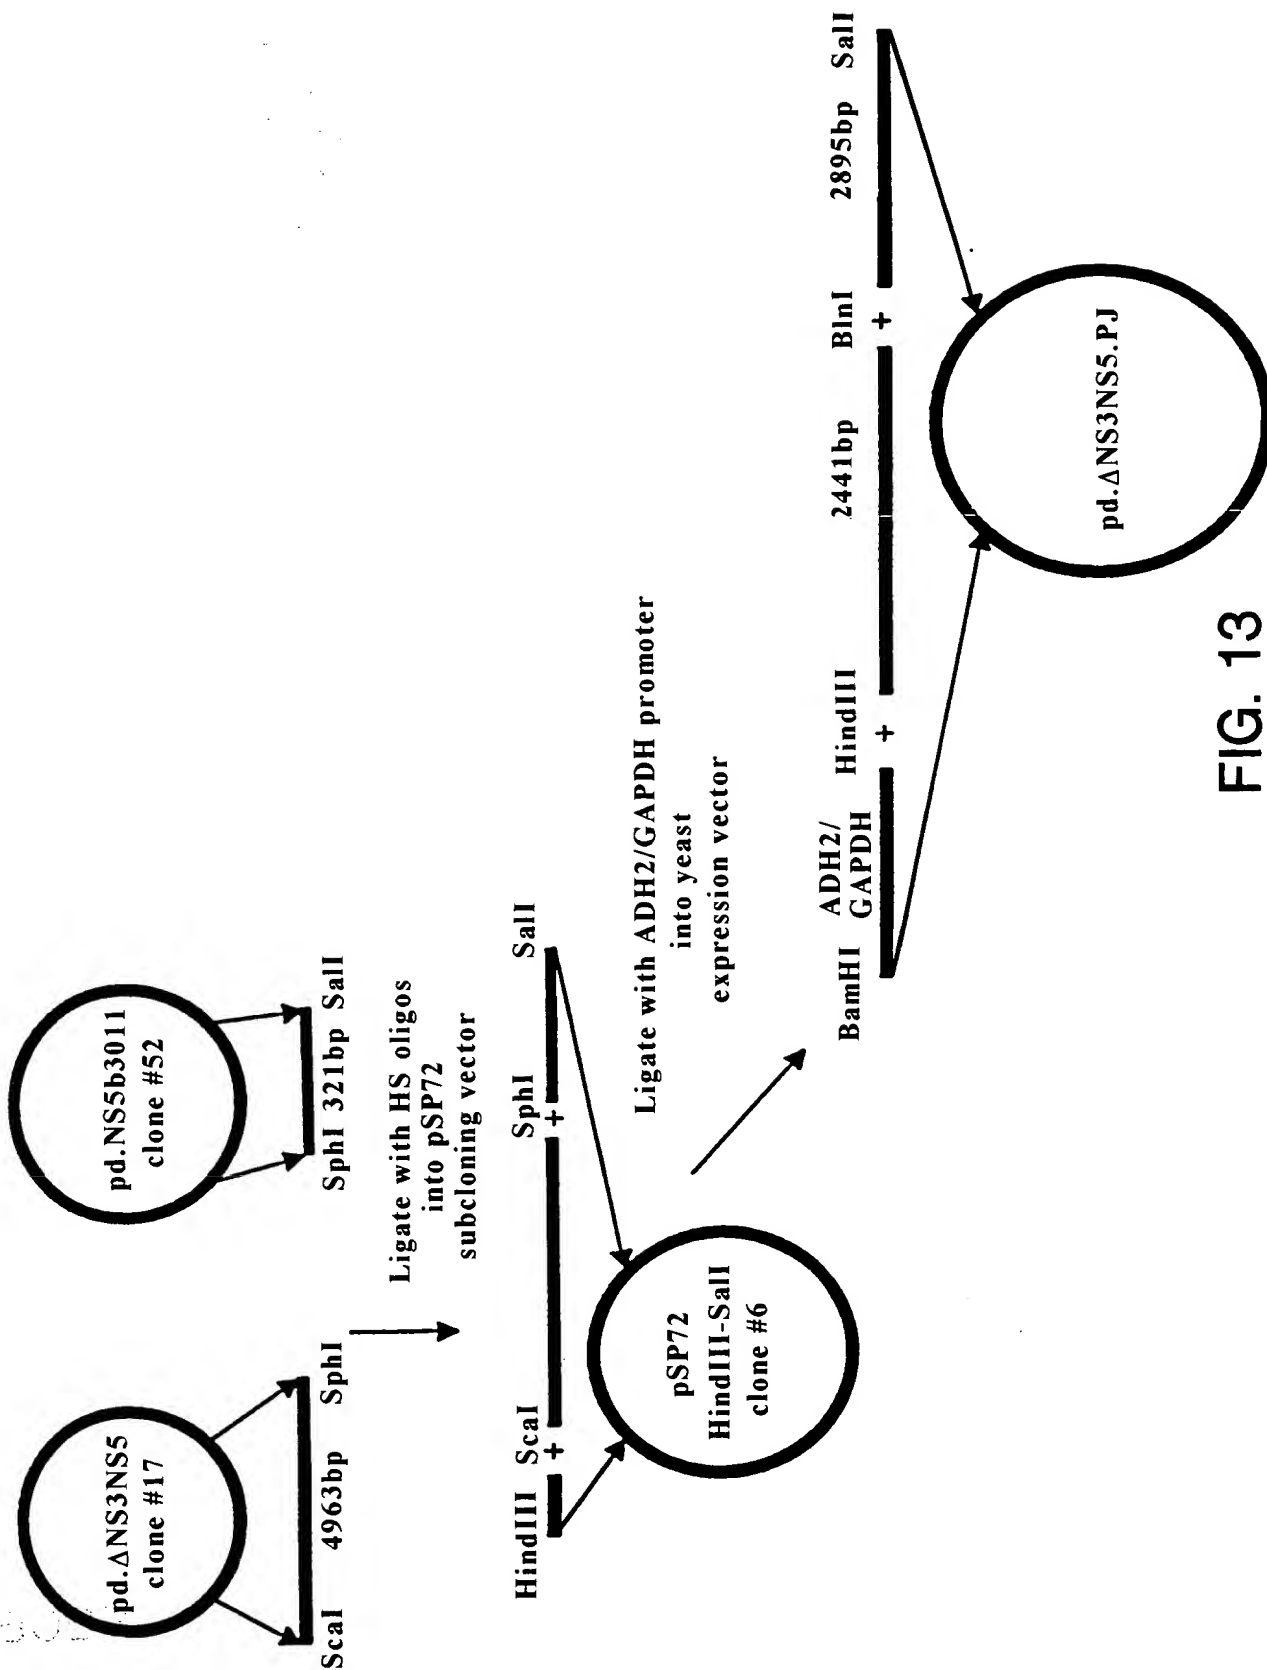 pd.ΔNS3NS5
clone #17
ScaI 4963bp SphI
pd.NS5b3011
clone #52
SphI 321bp SalI
Ligate with HS oligos
into pSP72
subcloning vector
HindIII ScaI SphI SalI
+ +
pSP72
HindIII-SalI
clone #6
Ligate with ADH2/GAPDH promoter
into yeast
expression vector
BamHI ADH2/
GAPDH
HindIII 2441bp BlnI 2895bp SalI
+ +
pd.ΔNS3NS5.PJ
FIG. 13